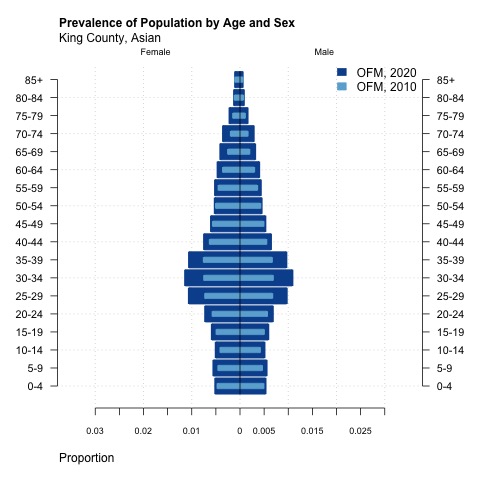 Prevalence of Population by Age and Sex
King County, Asian
Female Male
OFM, 2020
OFM, 2010
85+ 85+
80-84 80-84
75-79 75-79
70-74 70-74
65-69 65-69
60-64 60-64
55-59 55-59
50-54 50-54
45-49 45-49
40-44 40-44
35-39 35-39
30-34 30-34
25-29 25-29
20-24 20-24
15-19 15-19
10-14 10-14
5-9 5-9
0-4 0-4
0.03 0.02 0.01 0 0.005 0.015 0.025
Proportion